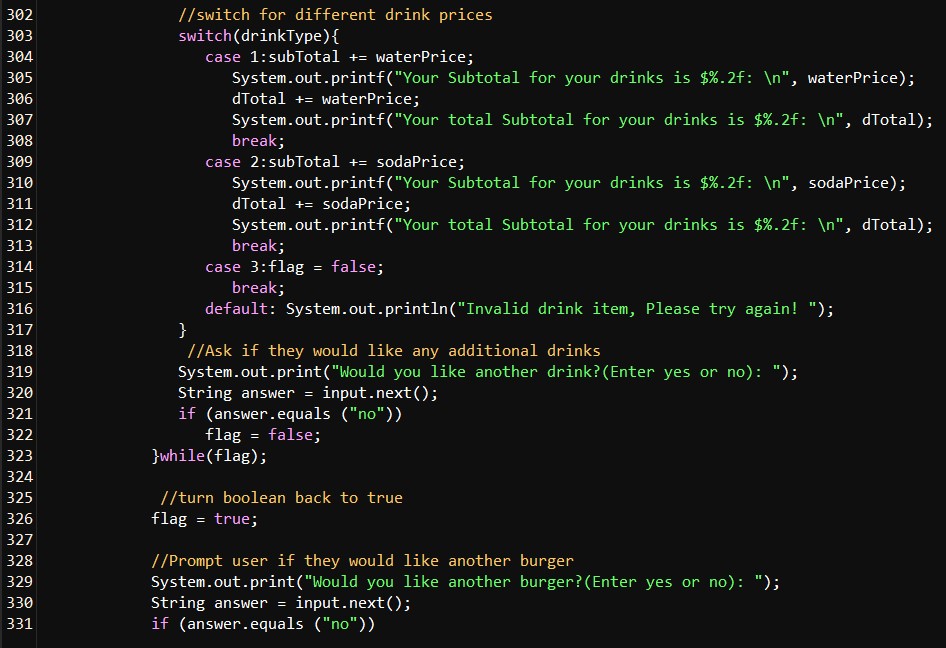 302 //switch for different drink prices
303 switch(drinkType){
304 case 1:subTotal += waterPrice;
305 System.out.printf("Your Subtotal for your drinks is $%.2f: \n", waterPrice);
306 dTotal += waterPrice;
307 System.out.printf("Your total Subtotal for your drinks is $%.2f: \n", dTotal);
308 break;
309 case 2:subTotal += sodaPrice;
310 System.out.printf("Your Subtotal for your drinks is $%.2f: \n", sodaPrice);
311 dTotal += sodaPrice;
312 System.out.printf("Your total Subtotal for your drinks is $%.2f: \n", dTotal);
313 break;
314 case 3:flag = false;
315 break;
316 default: System.out.println("Invalid drink item, Please try again! ");
317 }
318 //Ask if they would like any additional drinks
319 System.out.print("Would you like another drink?(Enter yes or no): ");
320 String answer = input.next();
321 if (answer.equals ("no"))
322 flag = false;
323 }while(flag);
324
325 //turn boolean back to true
326 flag = true;
327
328 //Prompt user if they would like another burger
329 System.out.print("Would you like another burger?(Enter yes or no): ");
330 String answer = input.next();
331 if (answer.equals ("no"))